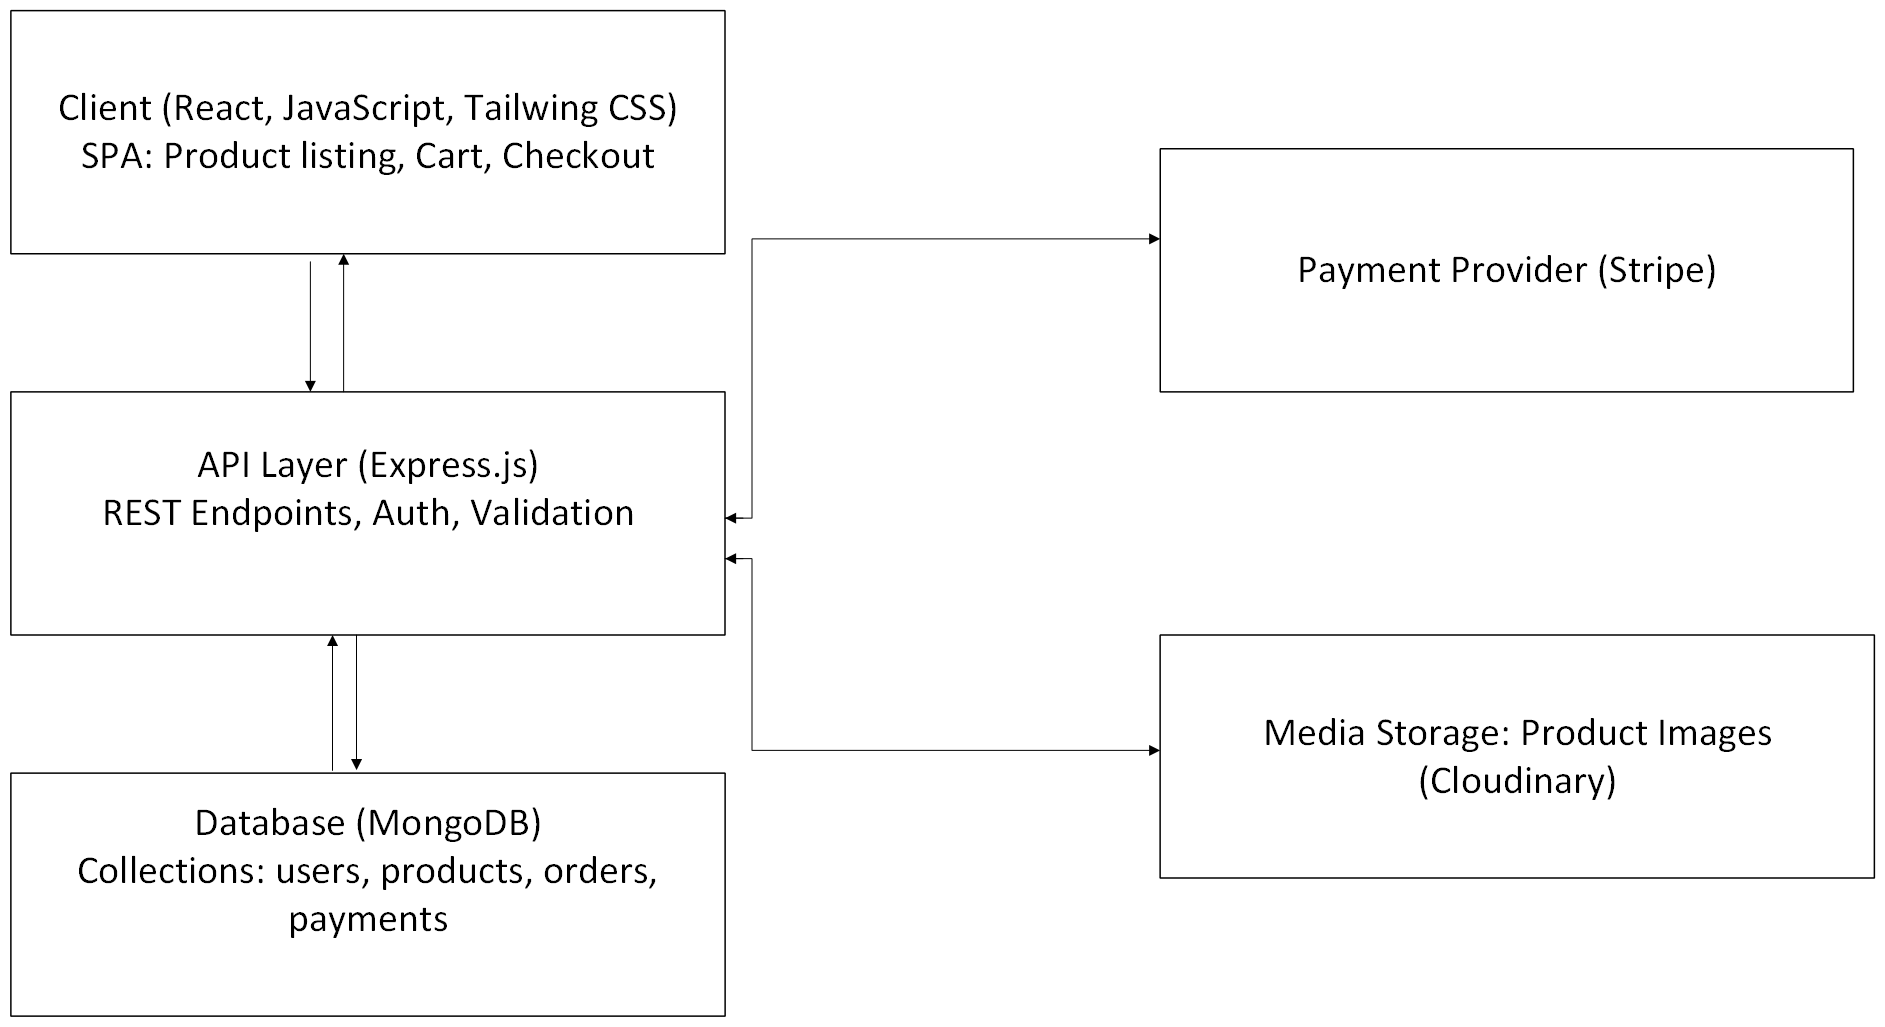 Client (React, JavaScript, Tailwing CSS)
SPA: Product listing, Cart, Checkout
Payment Provider (Stripe)
API Layer (Express.js)
REST Endpoints, Auth, Validation
Media Storage: Product Images
(Cloudinary)
Database (MongoDB)
Collections: users, products, orders,
payments